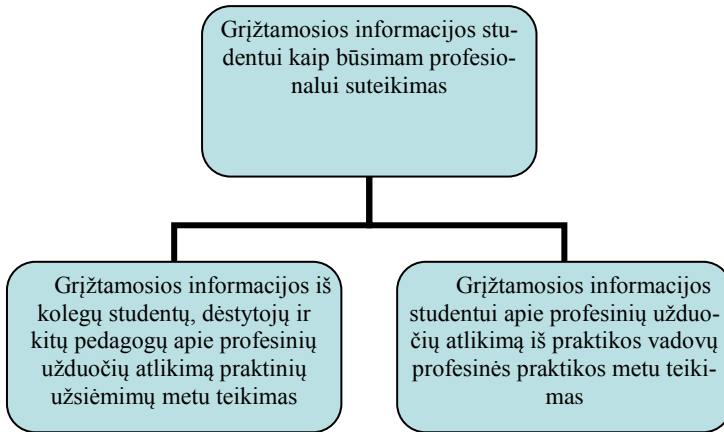 Grįžtamosios informacijos stu-
dentui kaip būsimam profesio-
nalui suteikimas
Grįžtamosios informacijos iš
kolegų studentų, dėstytojų ir
kitų pedagogų apie profesinių
užduočių atlikimą praktinių
užsiėmimų metu teikimas
Grįžtamosios informacijos
studentui apie profesinių užduo-
čių atlikimą iš praktikos vadovų
profesinės praktikos metu teiki-
mas